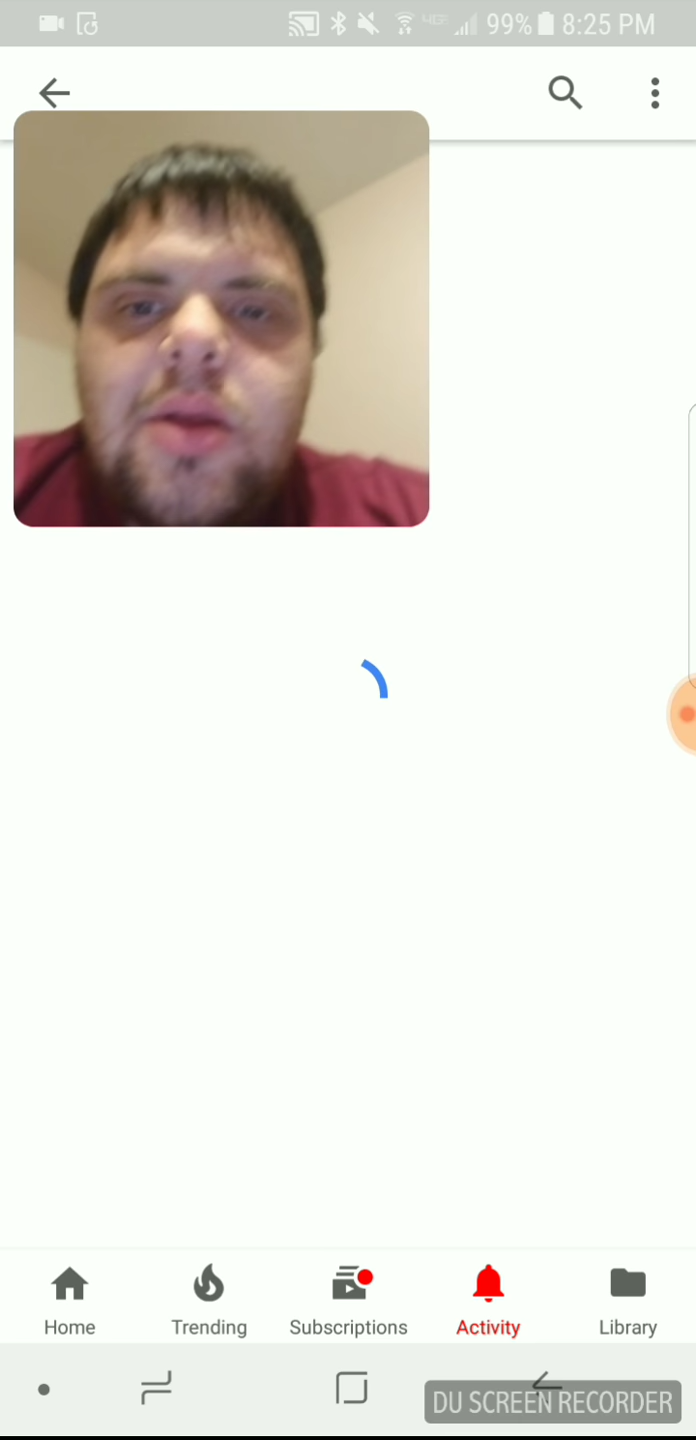 99% 8:25 PM
Home Trending Subscriptions Activity Library
DU SCREEN RECORDER